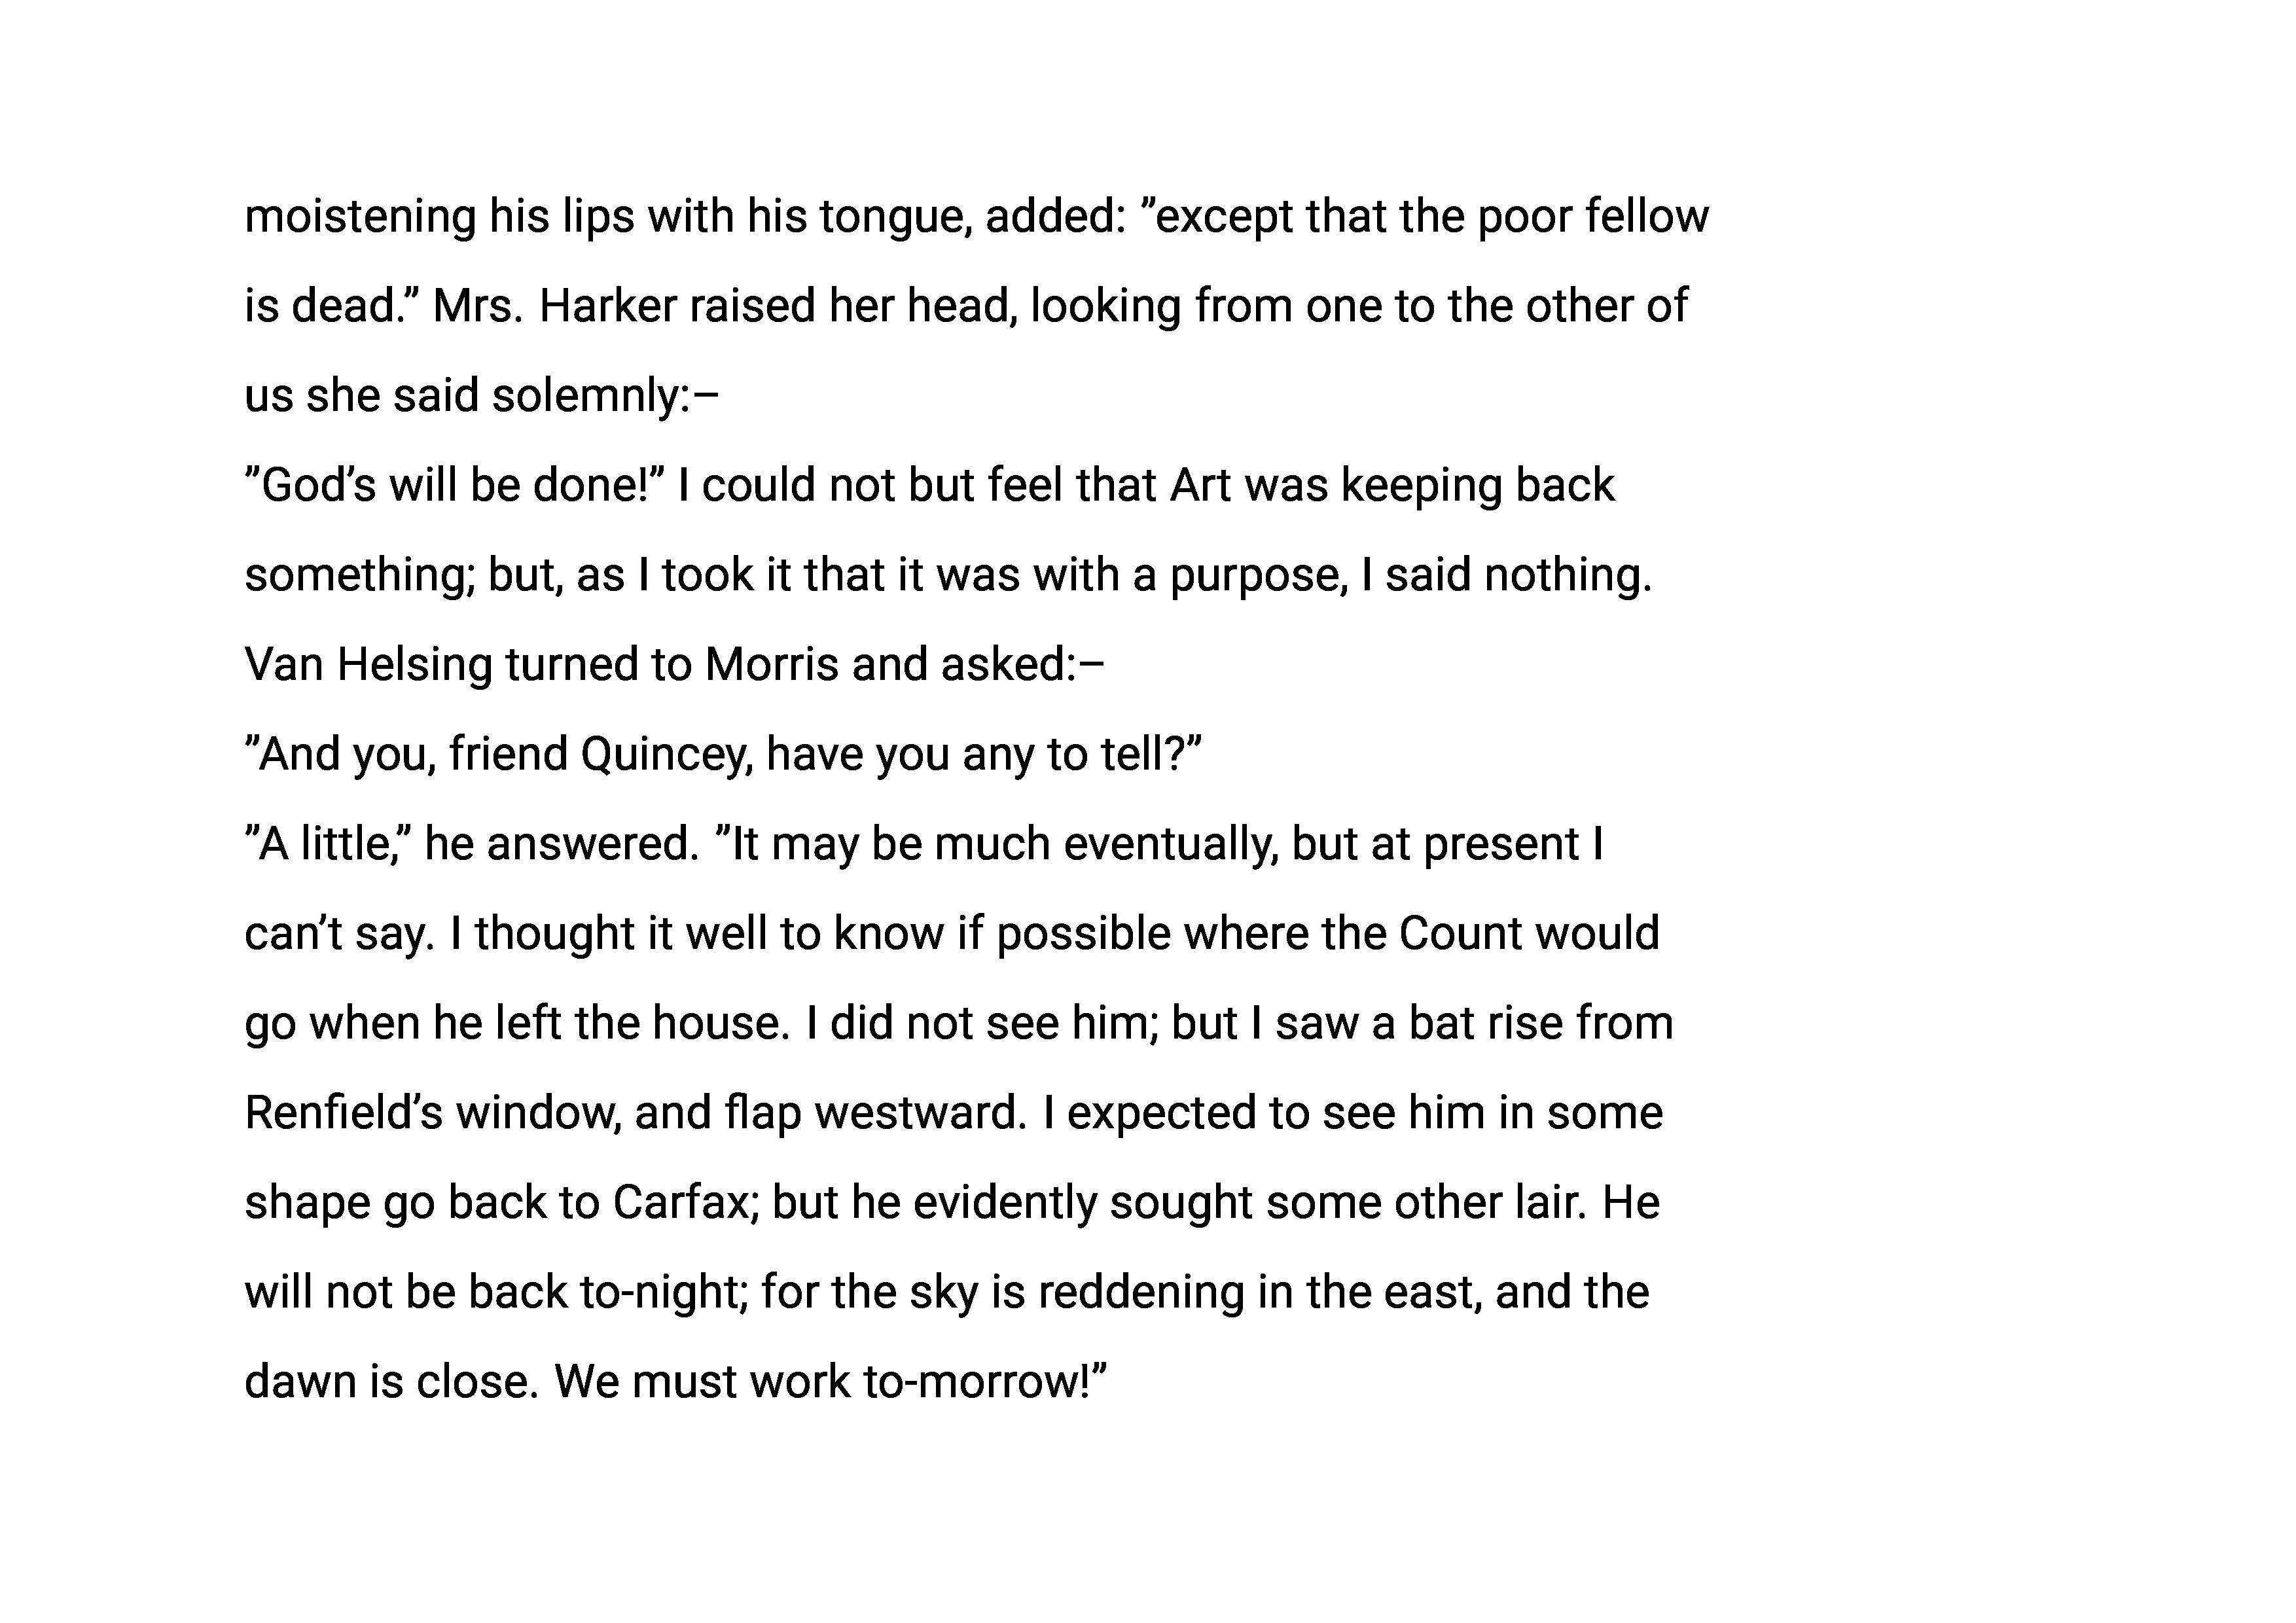 moistening his lips with his tongue, added: ”except that the poor fellow
is dead.” Mrs. Harker raised her head, looking from one to the other of
us she said solemnly:–
”God’s will be done!” I could not but feel that Art was keeping back
something; but, as I took it that it was with a purpose, I said nothing.
Van Helsing turned to Morris and asked:–
”And you, friend Quincey, have you any to tell?”
”A little,” he answered. ”It may be much eventually, but at present I
can’t say. I thought it well to know if possible where the Count would
go when he left the house. I did not see him; but I saw a bat rise from
Renfield’s window, and flap westward. I expected to see him in some
shape go back to Carfax; but he evidently sought some other lair. He
will not be back to-night; for the sky is reddening in the east, and the
dawn is close. We must work to-morrow!”